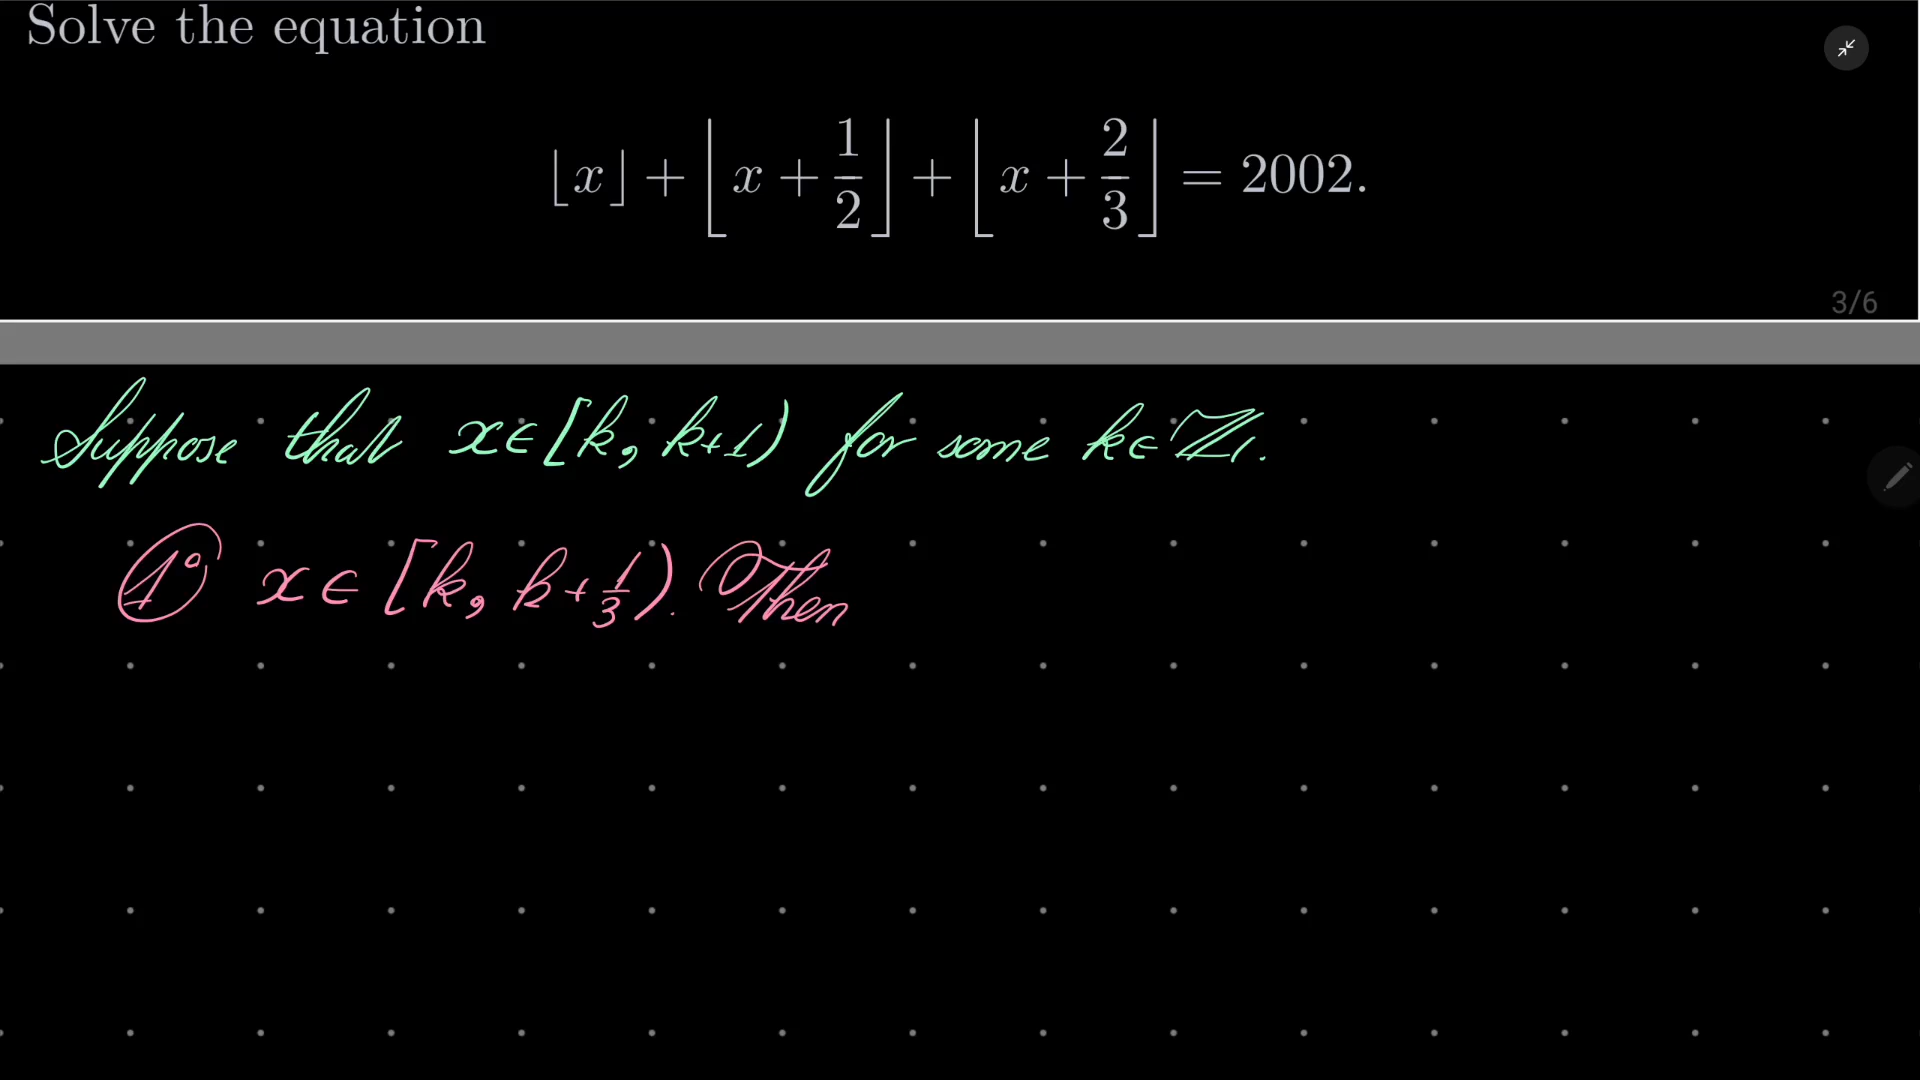 Solve the equation
⌊x⌋ + ⌊x + 1/2⌋ + ⌊x + 2/3⌋ = 2002.
3/6
Suppose that x∈[k, k+1) for some k∈ℤ.
1° x∈[k, k+1/3). Then